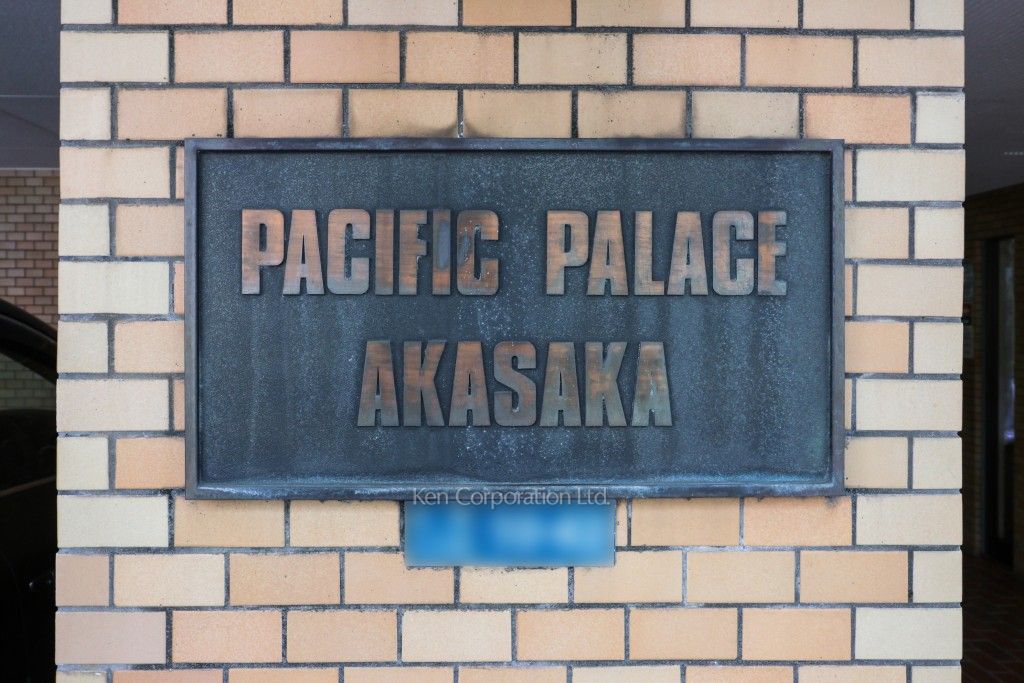 PACIFIC PALACE
AKASAKA
Ken Corporation Ltd.